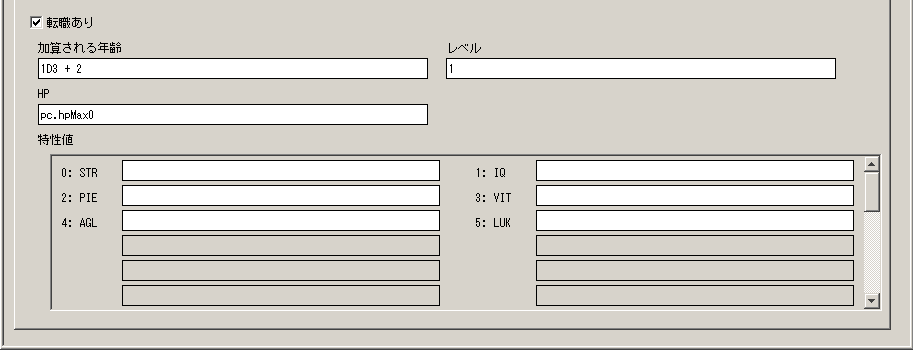 転職あり
加算される年齢 レベル
1D3 + 2 1
HP
pc.hpMax()
特性値
0: STR 1: IQ
2: PIE 3: VIT
4: AGL 5: LUK